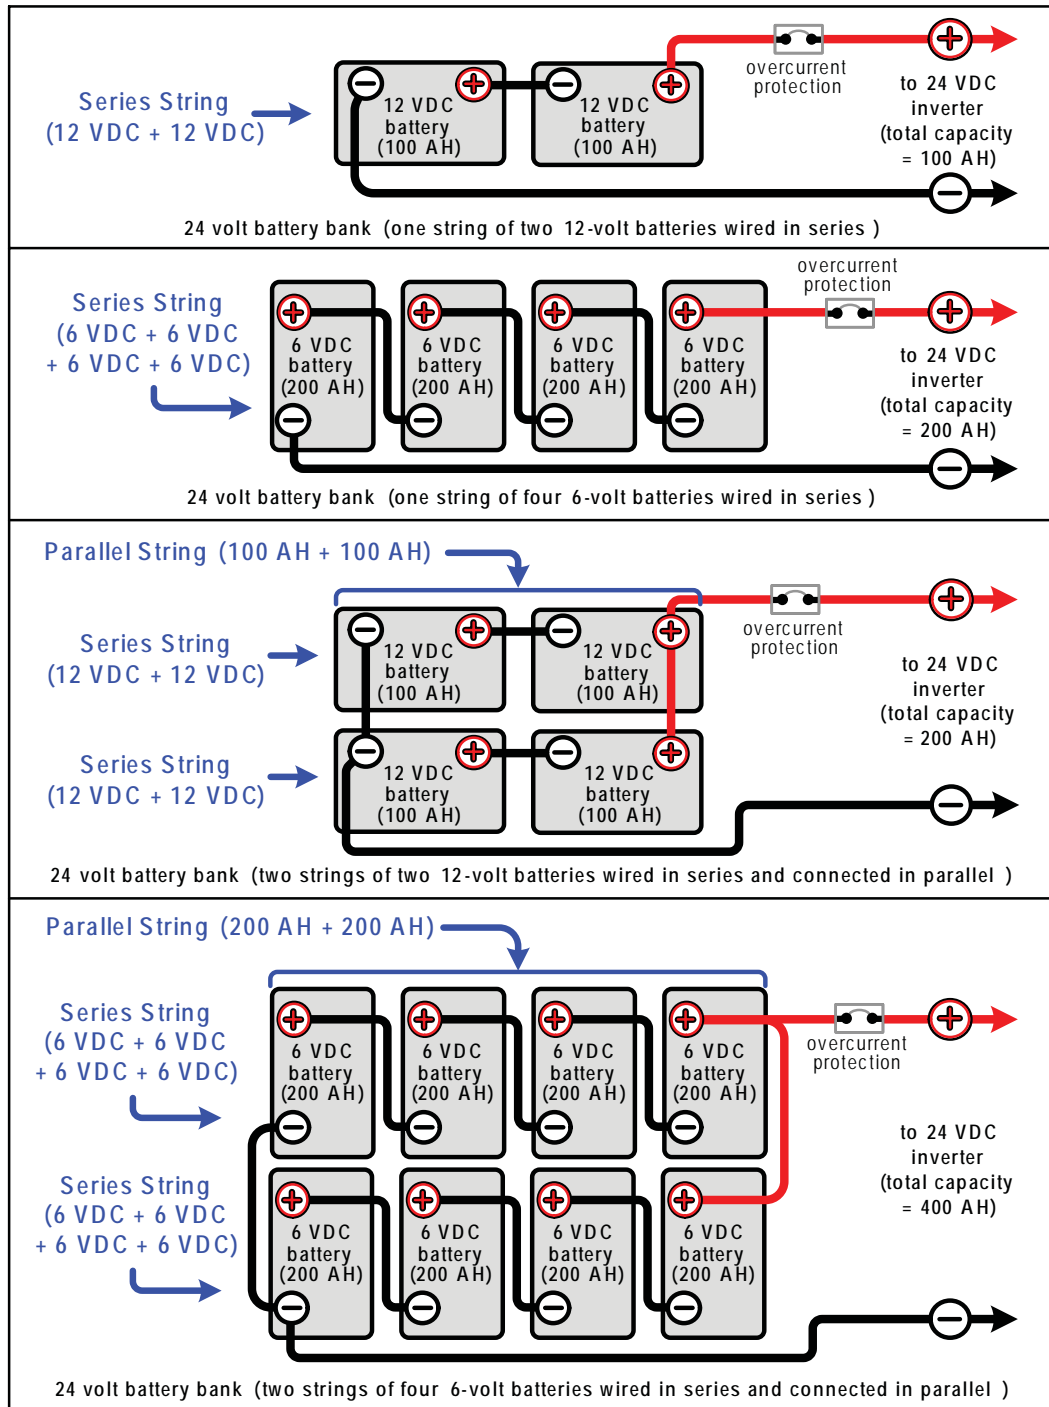 overcurrent
protection
Series String
(12 VDC + 12 VDC)
12 VDC
battery
(100 AH)
12 VDC
battery
(100 AH)
to 24 VDC
inverter
(total capacity
= 100 AH)
24 volt battery bank (one string of two 12-volt batteries wired in series )
overcurrent
protection
Series String
(6 VDC + 6 VDC
+ 6 VDC + 6 VDC)
6 VDC
battery
(200 AH)
6 VDC
battery
(200 AH)
6 VDC
battery
(200 AH)
6 VDC
battery
(200 AH)
to 24 VDC
inverter
(total capacity
= 200 AH)
24 volt battery bank (one string of four 6-volt batteries wired in series )
Parallel String (100 AH + 100 AH)
overcurrent
protection
Series String
(12 VDC + 12 VDC)
12 VDC
battery
(100 AH)
12 VDC
battery
(100 AH)
to 24 VDC
inverter
(total capacity
= 200 AH)
Series String
(12 VDC + 12 VDC)
12 VDC
battery
(100 AH)
12 VDC
battery
(100 AH)
24 volt battery bank (two strings of two 12-volt batteries wired in series and connected in parallel )
Parallel String (200 AH + 200 AH)
Series String
(6 VDC + 6 VDC
+ 6 VDC + 6 VDC)
6 VDC
battery
(200 AH)
6 VDC
battery
(200 AH)
6 VDC
battery
(200 AH)
6 VDC
battery
(200 AH)
overcurrent
protection
to 24 VDC
inverter
(total capacity
= 400 AH)
Series String
(6 VDC + 6 VDC
+ 6 VDC + 6 VDC)
6 VDC
battery
(200 AH)
6 VDC
battery
(200 AH)
6 VDC
battery
(200 AH)
6 VDC
battery
(200 AH)
24 volt battery bank (two strings of four 6-volt batteries wired in series and connected in parallel )